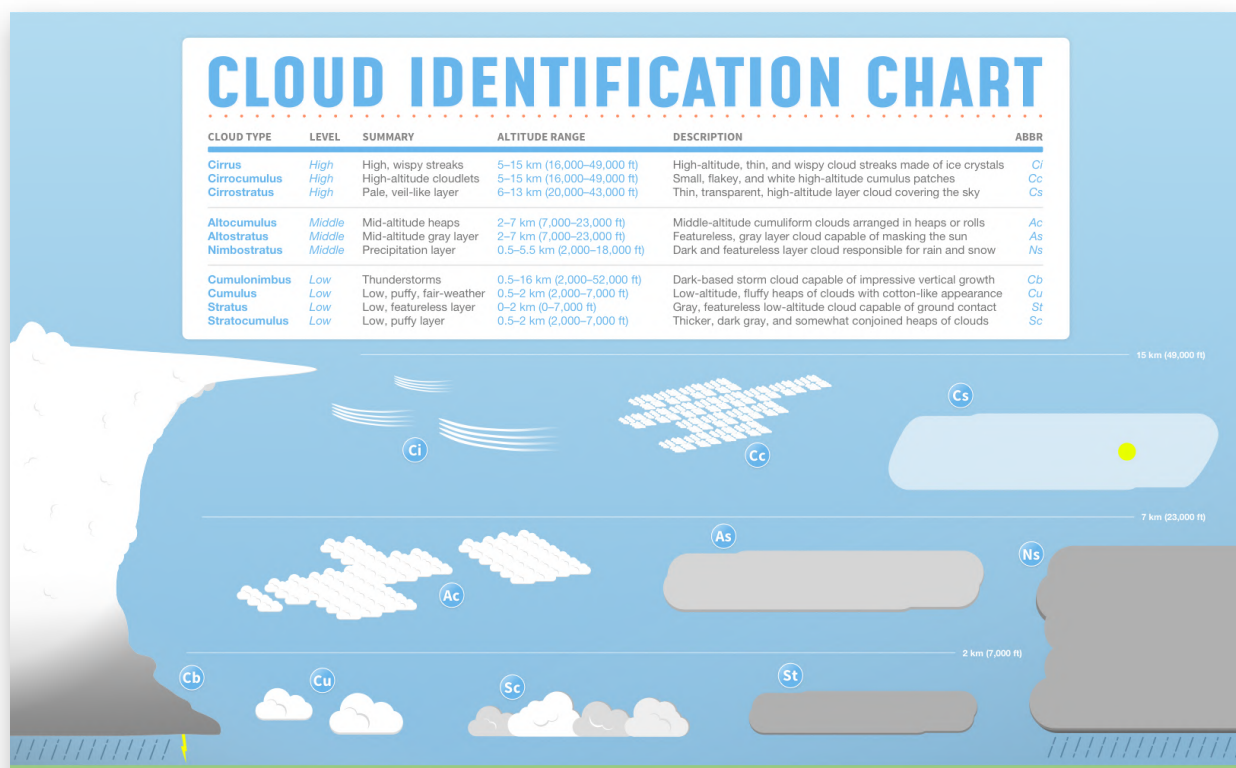 CLOUD IDENTIFICATION CHART
CLOUD TYPE LEVEL SUMMARY ALTITUDE RANGE DESCRIPTION ABBR
Cirrus High High, wispy streaks 5–15 km (16,000–49,000 ft) High-altitude, thin, and wispy cloud streaks made of ice crystals Ci
Cirrocumulus High High-altitude cloudlets 5–15 km (16,000–49,000 ft) Small, flakey, and white high-altitude cumulus patches Cc
Cirrostratus High Pale, veil-like layer 6–13 km (20,000–43,000 ft) Thin, transparent, high-altitude layer cloud covering the sky Cs
Altocumulus Middle Mid-altitude heaps 2–7 km (7,000–23,000 ft) Middle-altitude cumuliform clouds arranged in heaps or rolls Ac
Altostratus Middle Mid-altitude gray layer 2–7 km (7,000–23,000 ft) Featureless, gray layer cloud capable of masking the sun As
Nimbostratus Middle Precipitation layer 0.5–5.5 km (2,000–18,000 ft) Dark and featureless layer cloud responsible for rain and snow Ns
Cumulonimbus Low Thunderstorms 0.5–16 km (2,000–52,000 ft) Dark-based storm cloud capable of impressive vertical growth Cb
Cumulus Low Low, puffy, fair-weather 0.5–2 km (2,000–7,000 ft) Low-altitude, fluffy heaps of clouds with cotton-like appearance Cu
Stratus Low Low, featureless layer 0–2 km (0–7,000 ft) Gray, featureless low-altitude cloud capable of ground contact St
Stratocumulus Low Low, puffy layer 0.5–2 km (2,000–7,000 ft) Thicker, dark gray, and somewhat conjoined heaps of clouds Sc
15 km (49,000 ft)
Cs
Ci
Cc
7 km (23,000 ft)
As
Ns
Ac
2 km (7,000 ft)
Cb
Cu
Sc
St